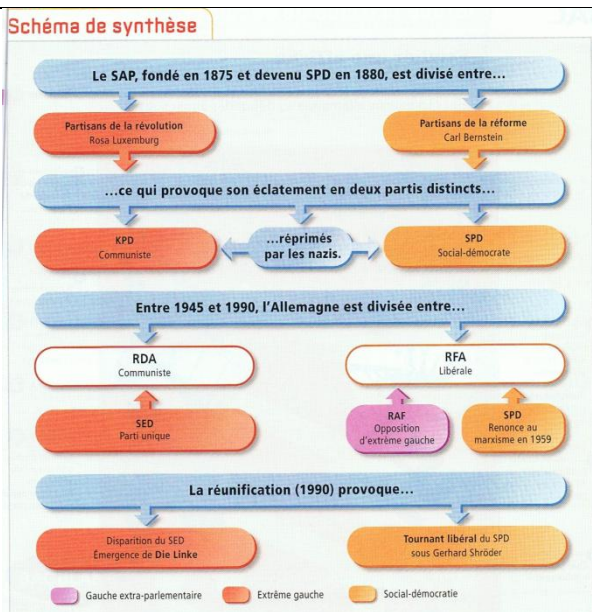 Schéma de synthèse
Le SAP, fondé en 1875 et devenu SPD en 1880, est divisé entre...
Partisans de la révolution
Rosa Luxemburg
Partisans de la réforme
Carl Bernstein
...ce qui provoque son éclatement en deux partis distincts...
KPD
Communiste
...réprimés
par les nazis.
SPD
Social-démocrate
Entre 1945 et 1990, l'Allemagne est divisée entre...
RDA
Communiste
RFA
Libérale
SED
Parti unique
RAF
Opposition
d'extrême gauche
SPD
Renonce au
marxisme en 1959
La réunification (1990) provoque...
Disparition du SED
Émergence de Die Linke
Tournant libéral du SPD
sous Gerhard Shröder
Gauche extra-parlementaire
Extrême gauche
Social-démocratie